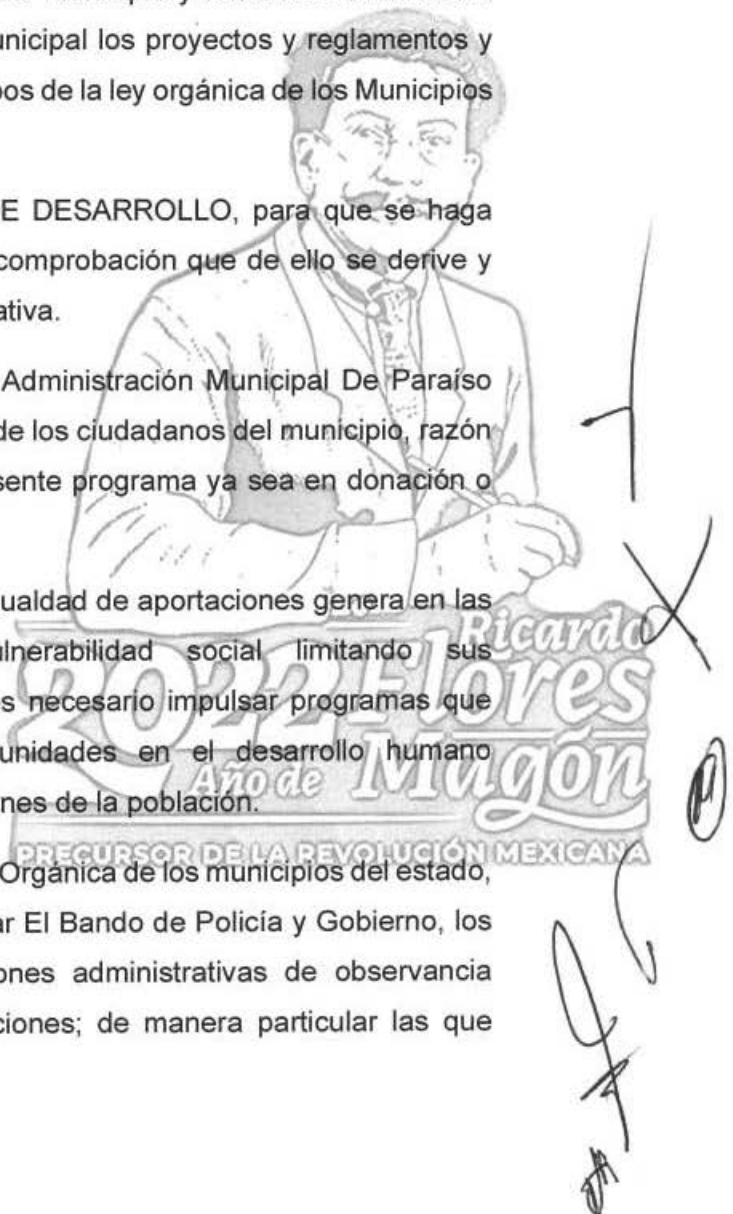 unicipal los proyectos y reglamentos y
pos de la ley orgánica de los Municipios
E DESARROLLO, para que se haga
comprobación que de ello se derive y
ativa.
Administración Municipal De Paraíso
de los ciudadanos del municipio, razón
sente programa ya sea en donación o
ualdad de aportaciones genera en las
ulnerabilidad social limitando sus
s necesario impulsar programas que
unidades en el desarrollo humano
nes de la población.
2022 Ricardo
Flores
Año de Magón
PRECURSOR DE LA REVOLUCIÓN MEXICANA
Orgánica de los municipios del estado,
ar El Bando de Policía y Gobierno, los
ones administrativas de observancia
ciones; de manera particular las que